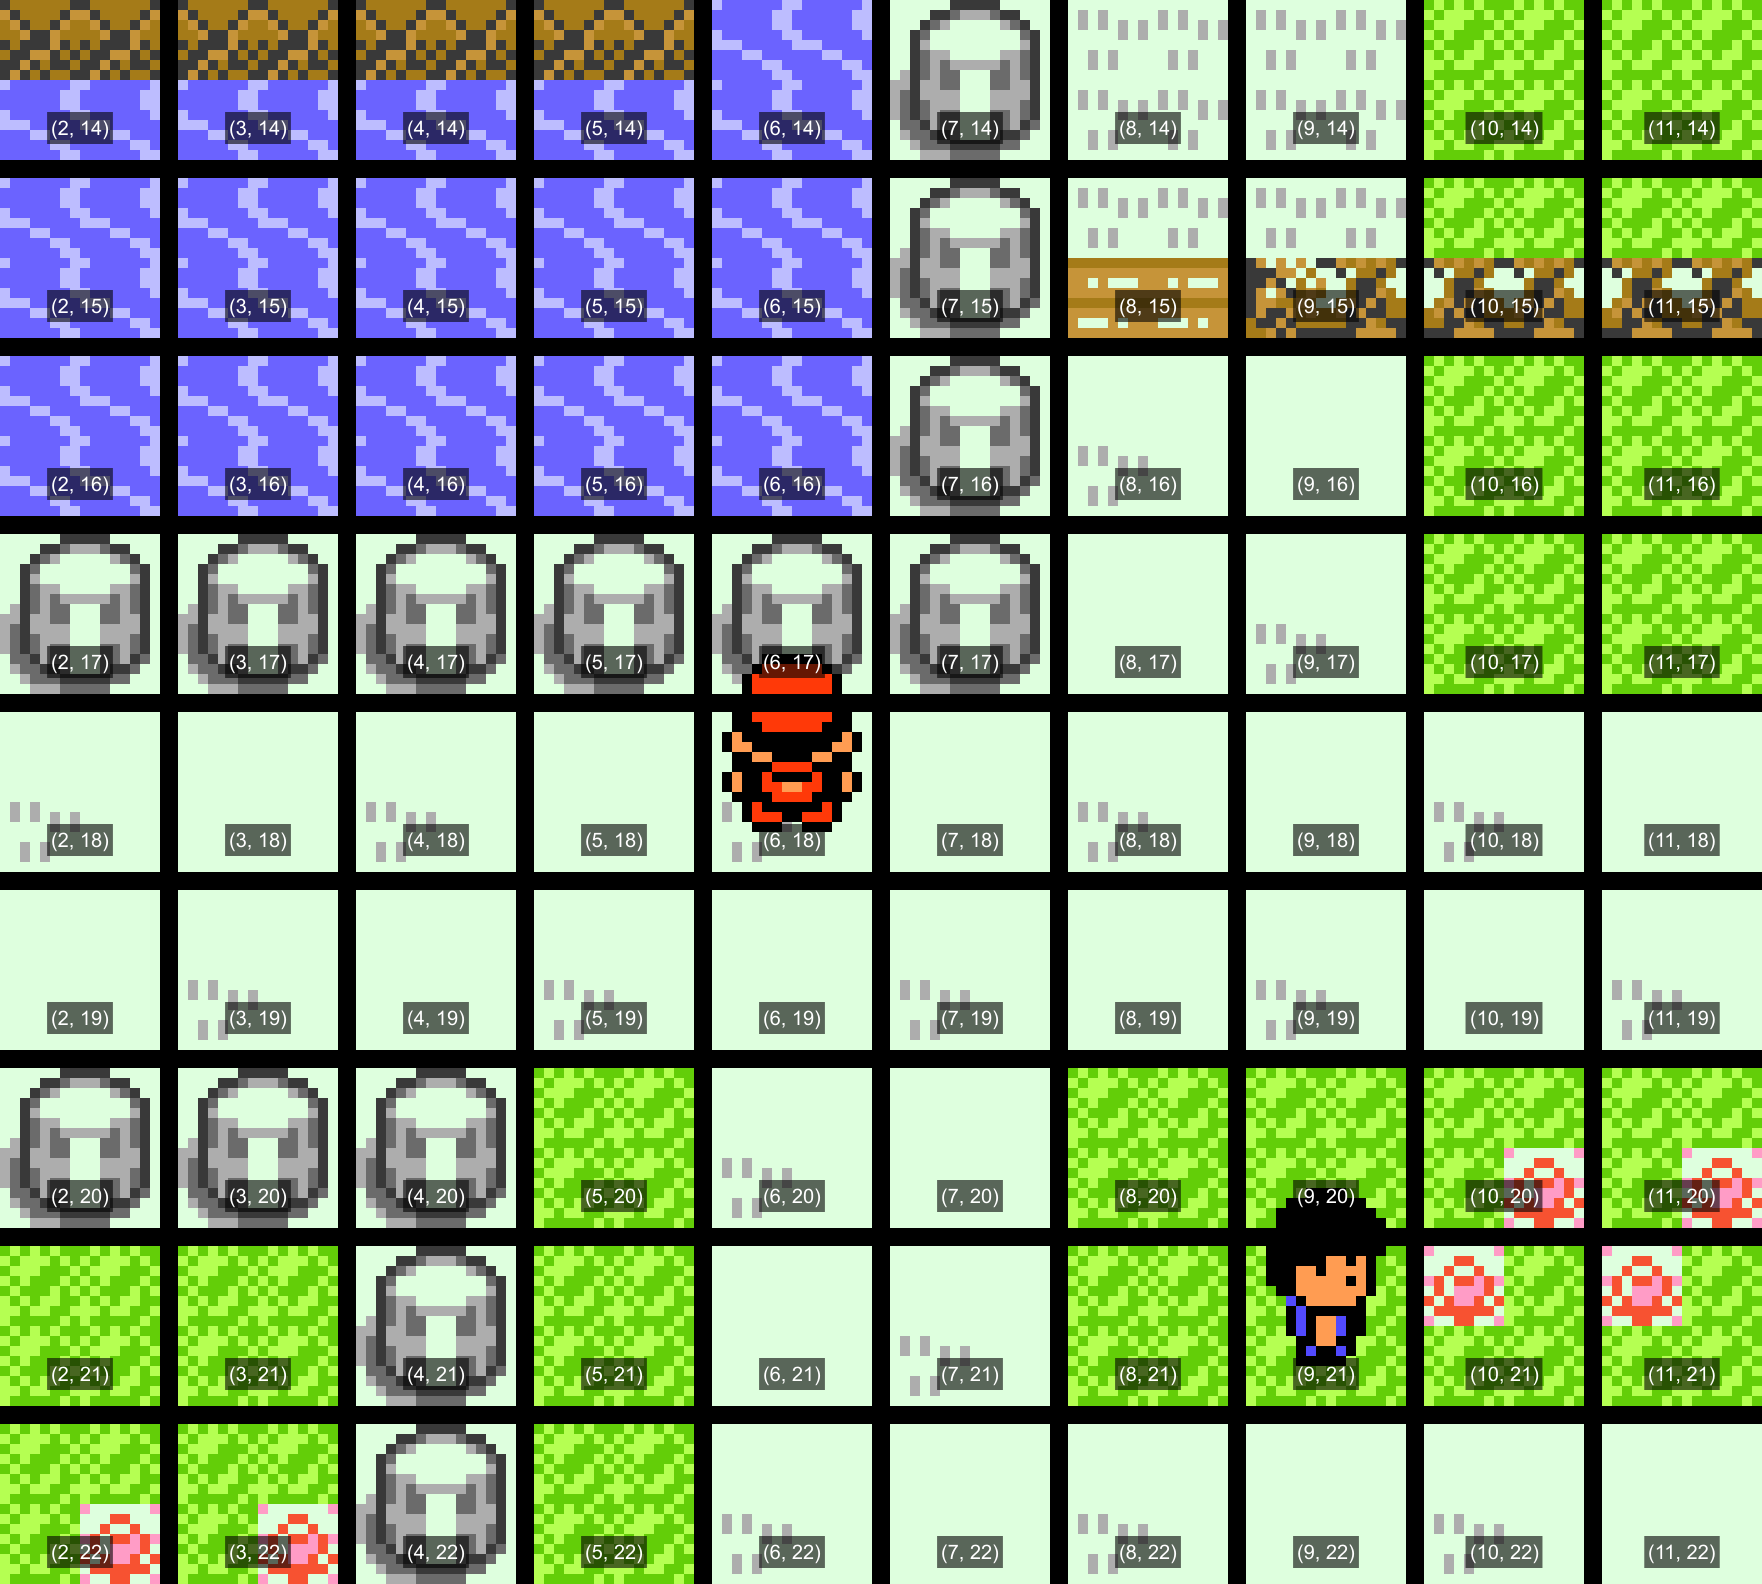 (2, 14) (3, 14) (4, 14) (5, 14) (6, 14) (7, 14) (8, 14) (9, 14) (10, 14) (11, 14)
(2, 15) (3, 15) (4, 15) (5, 15) (6, 15) (7, 15) (8, 15) (9, 15) (10, 15) (11, 15)
(2, 16) (3, 16) (4, 16) (5, 16) (6, 16) (7, 16) (8, 16) (9, 16) (10, 16) (11, 16)
(2, 17) (3, 17) (4, 17) (5, 17) (6, 17) (7, 17) (8, 17) (9, 17) (10, 17) (11, 17)
(2, 18) (3, 18) (4, 18) (5, 18) (6, 18) (7, 18) (8, 18) (9, 18) (10, 18) (11, 18)
(2, 19) (3, 19) (4, 19) (5, 19) (6, 19) (7, 19) (8, 19) (9, 19) (10, 19) (11, 19)
(2, 20) (3, 20) (4, 20) (5, 20) (6, 20) (7, 20) (8, 20) (9, 20) (10, 20) (11, 20)
(2, 21) (3, 21) (4, 21) (5, 21) (6, 21) (7, 21) (8, 21) (9, 21) (10, 21) (11, 21)
(2, 22) (3, 22) (4, 22) (5, 22) (6, 22) (7, 22) (8, 22) (9, 22) (10, 22) (11, 22)